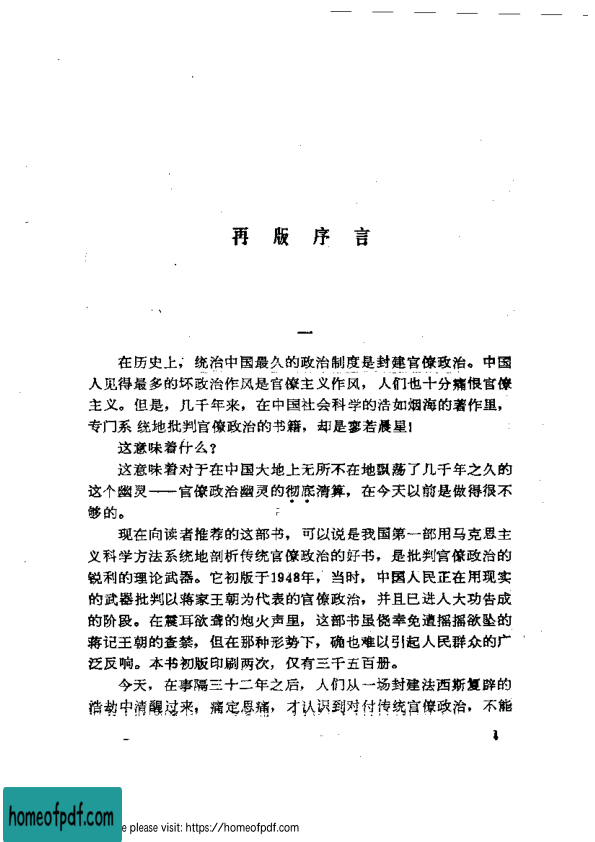 再版序言
一
在历史上，统治中国最久的政治制度是封建官僚政治。中国
人见得最多的坏政治作风是官僚主义作风，人们也十分痛恨官僚
主义。但是，几千年来，在中国社会科学的浩如烟海的著作里，
专门系 统地批判官僚政治的书籍，却是寥若晨星！
这意味着什么？
这意味着对于在中国大地上无所不在地飘荡了几千年之久的
这个幽灵——官僚政治幽灵的彻底清算，在今天以前是做得很不
够的。
现在向读者推荐的这部书，可以说是我国第一部用马克思主
义科学方法系统地剖析传统官僚政治的好书，是批判官僚政治的
锐利的理论武器。它初版于1948年，当时，中国人民正在用现实
的武器批判以蒋家王朝为代表的官僚政治，并且已进入大功告成
的阶段。在震耳欲聋的炮火声里，这部书虽侥幸免遭摇摇欲坠的
蒋记王朝的查禁，但在那种形势下，确也难以引起人民群众的广
泛反响。本书初版印刷两次，仅有三千五百册。
今天，在事隔三十二年之后，人们从一场封建法西斯复辟的
浩劫中清醒过来，痛定思痛，才认识到对付传统官僚政治，不能
1
homeofpdf.com
e please visit: https://homeofpdf.com